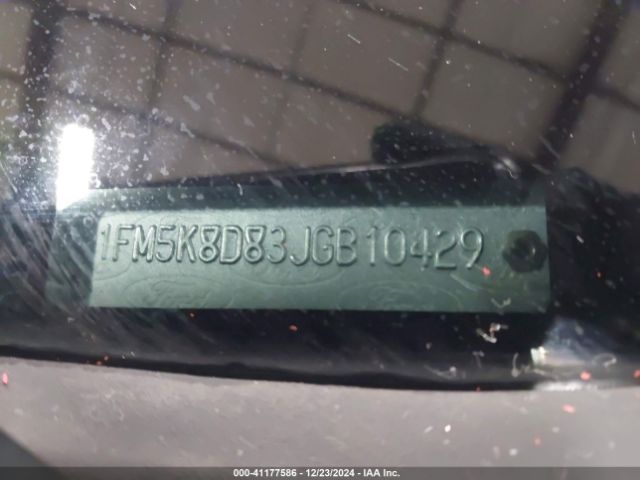 1FM5K8D83JGB10429
000-41177586 - 12/23/2024 - IAA Inc.